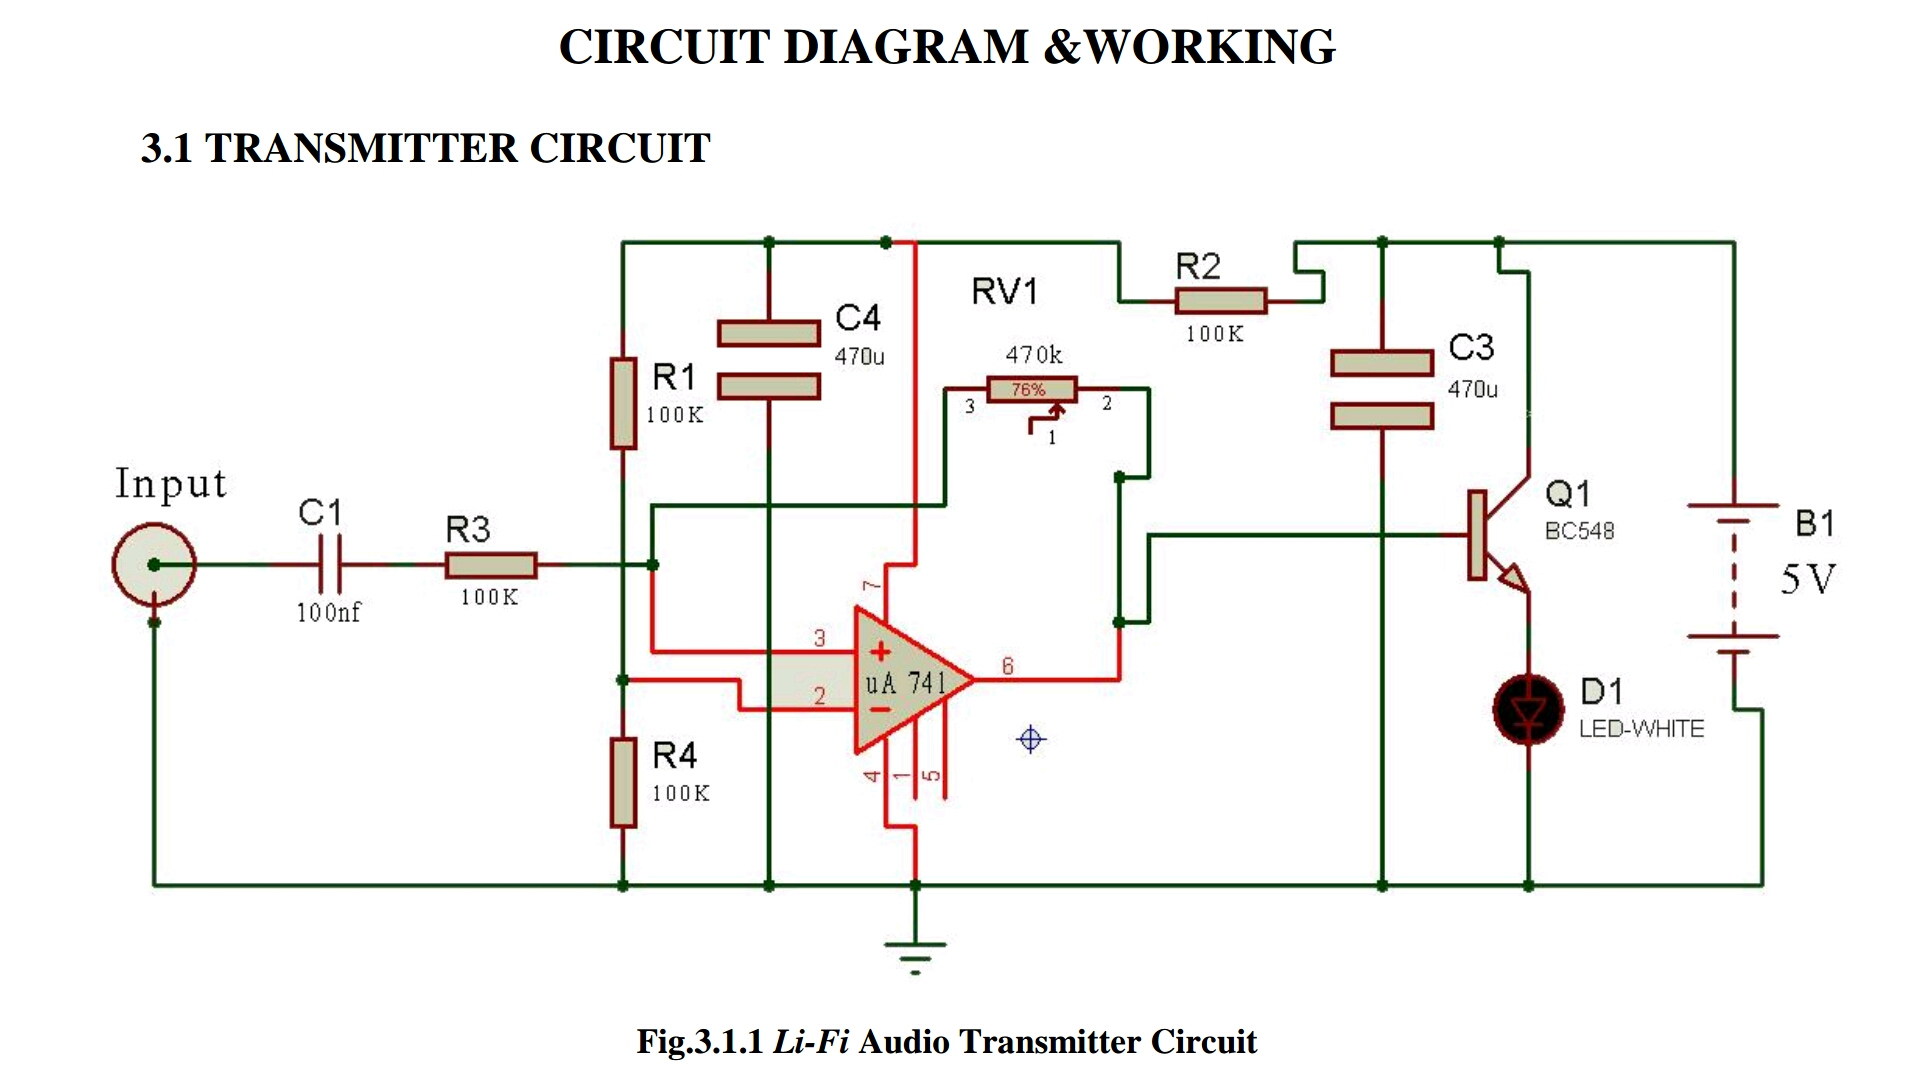 CIRCUIT DIAGRAM &WORKING
3.1 TRANSMITTER CIRCUIT
R2
100K
RV1
470k
76%
3
2
1
C4
470u
C3
470u
R1
100K
Input
C1
100nf
R3
100K
Q1
BC548
B1
5V
7
3
2
6
uA 741
4
1
5
R4
100K
D1
LED-WHITE
Fig.3.1.1 Li-Fi Audio Transmitter Circuit